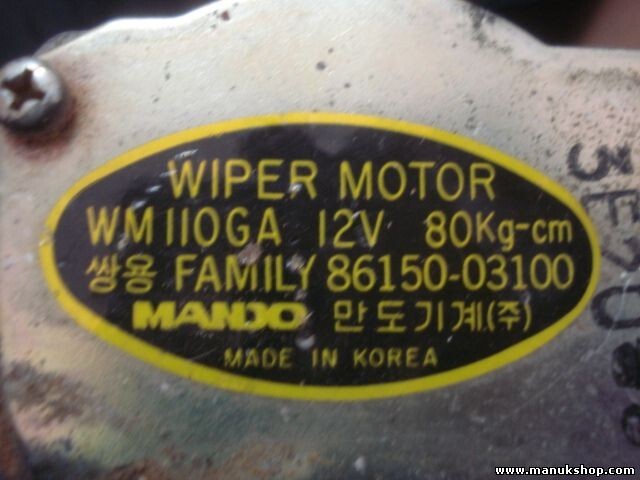 WIPER MOTOR
WM110GA 12V 80Kg-cm
쌍용 FAMILY 86150-03100
MANDO 만도기계(주)
MADE IN KOREA
www.manukshop.com